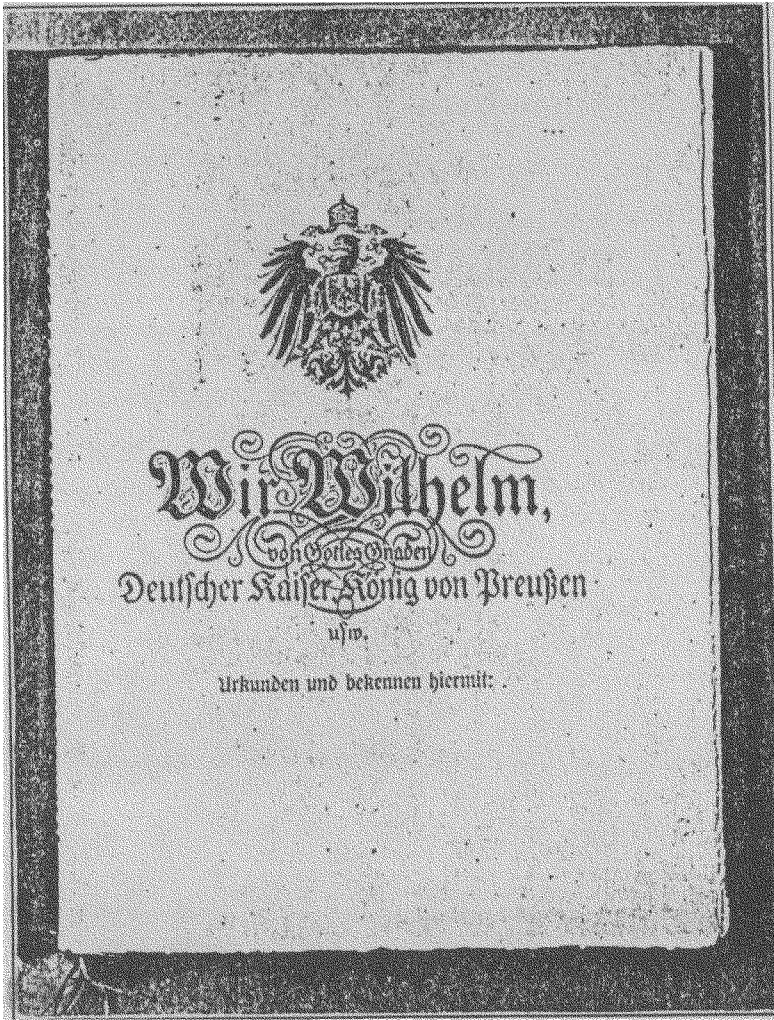 Wir Wilhelm,
von Gottes Gnaden
Deutscher Kaiser, König von Preußen
usw.
Urkunden und bekennen hiermit: